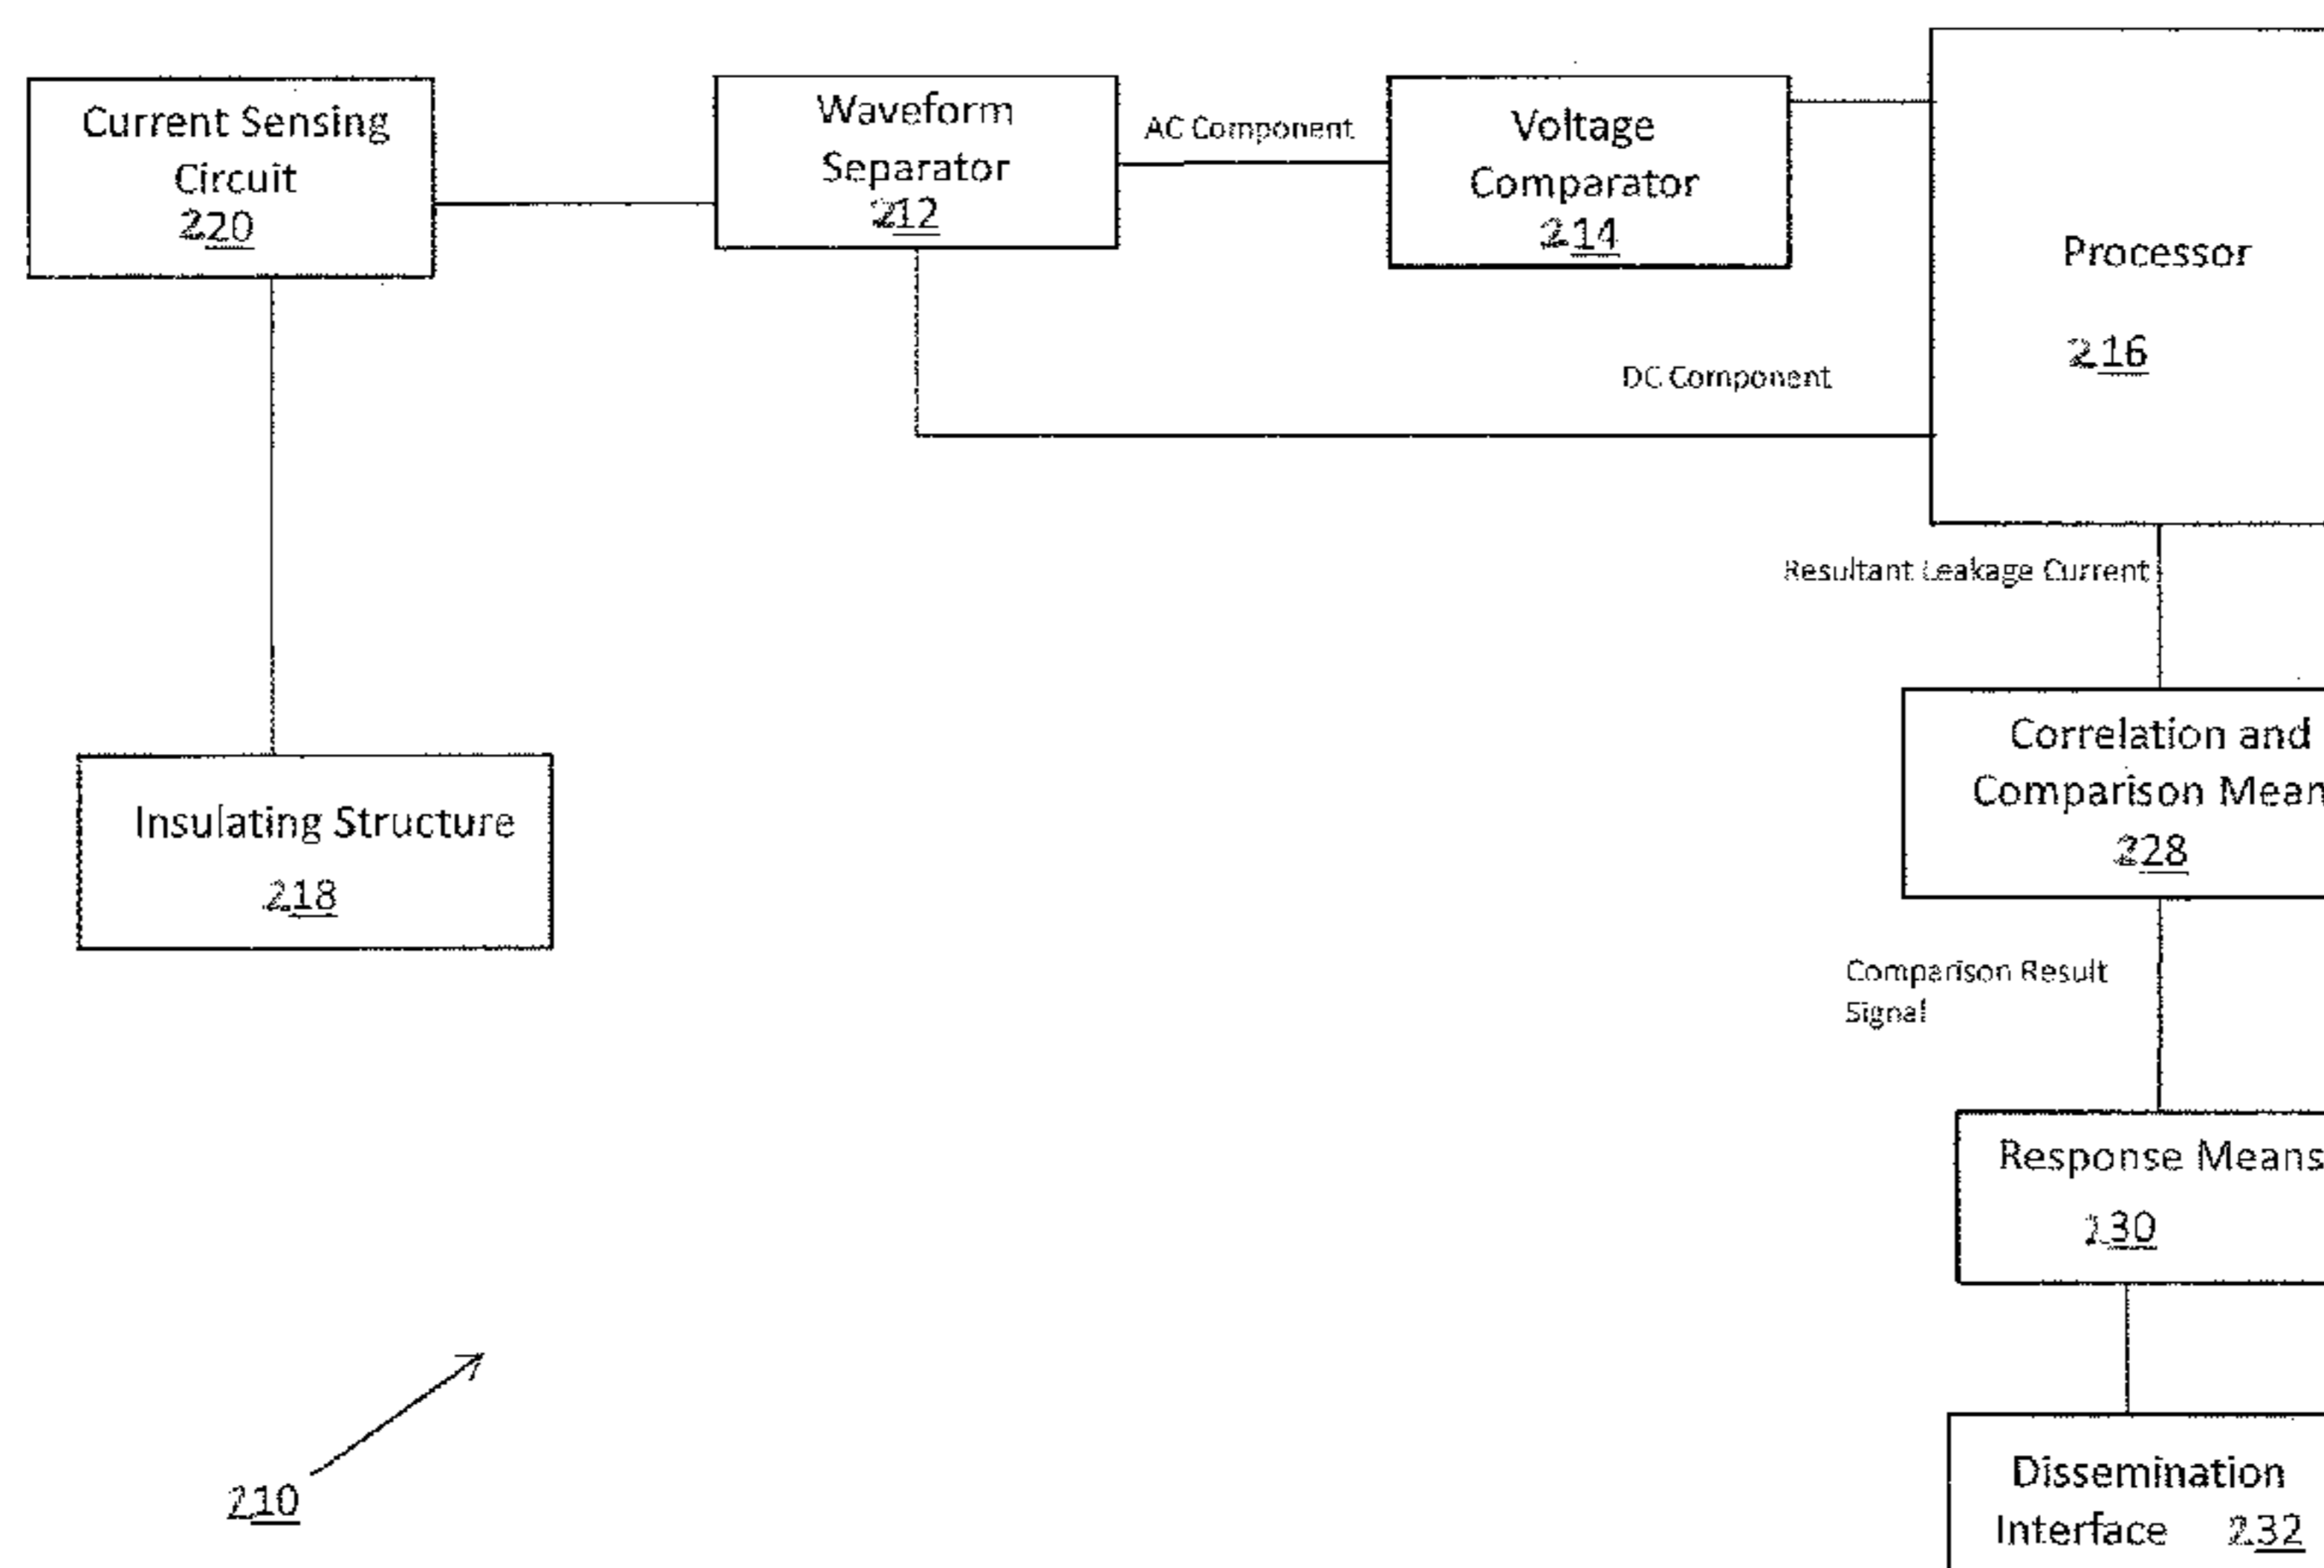 Current Sensing
Circuit
220
Waveform
Separator
212
AC Component
Voltage
Comparator
214
Processor
216
DC Component
Resultant Leakage Current
Correlation and
Comparison Mean
228
Insulating Structure
218
Comparison Result
Signal
Response Means
230
Dissemination
Interface 232
210